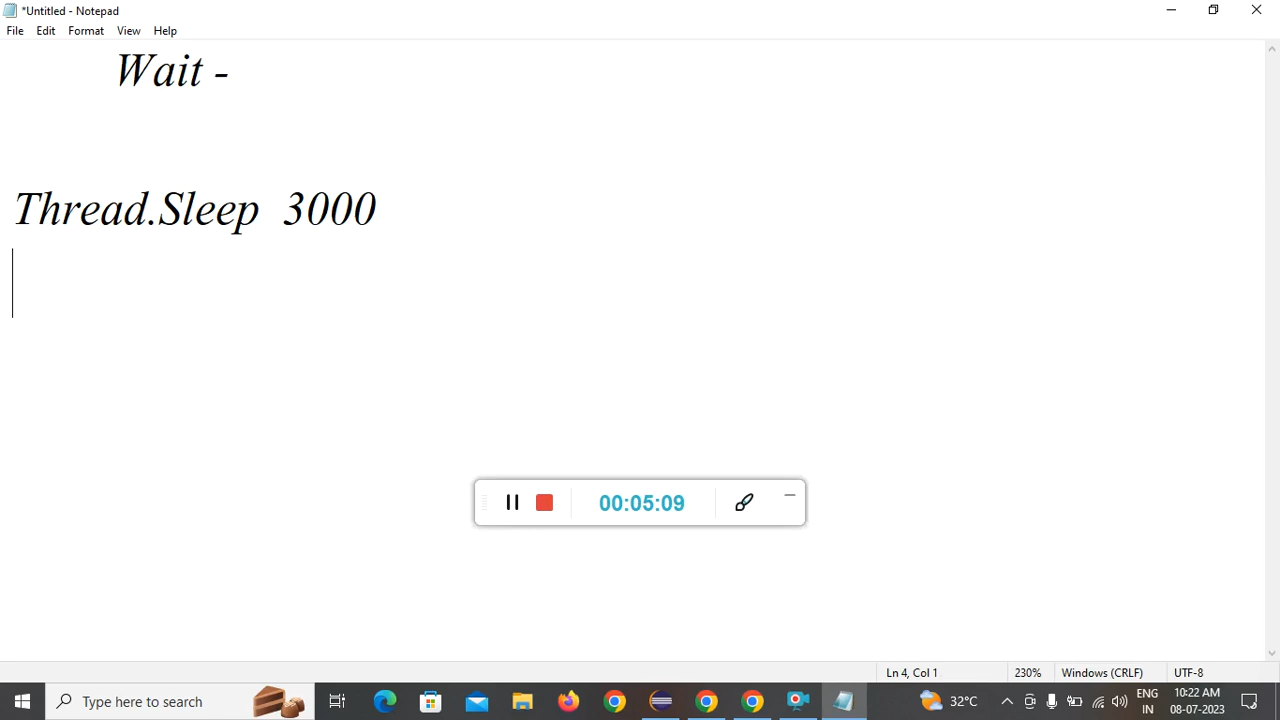 *Untitled - Notepad
File Edit Format View Help
Wait -
Thread.Sleep 3000
00:05:09
Ln 4, Col 1 230% Windows (CRLF) UTF-8
Type here to search
32°C
ENG
IN
10:22 AM
08-07-2023